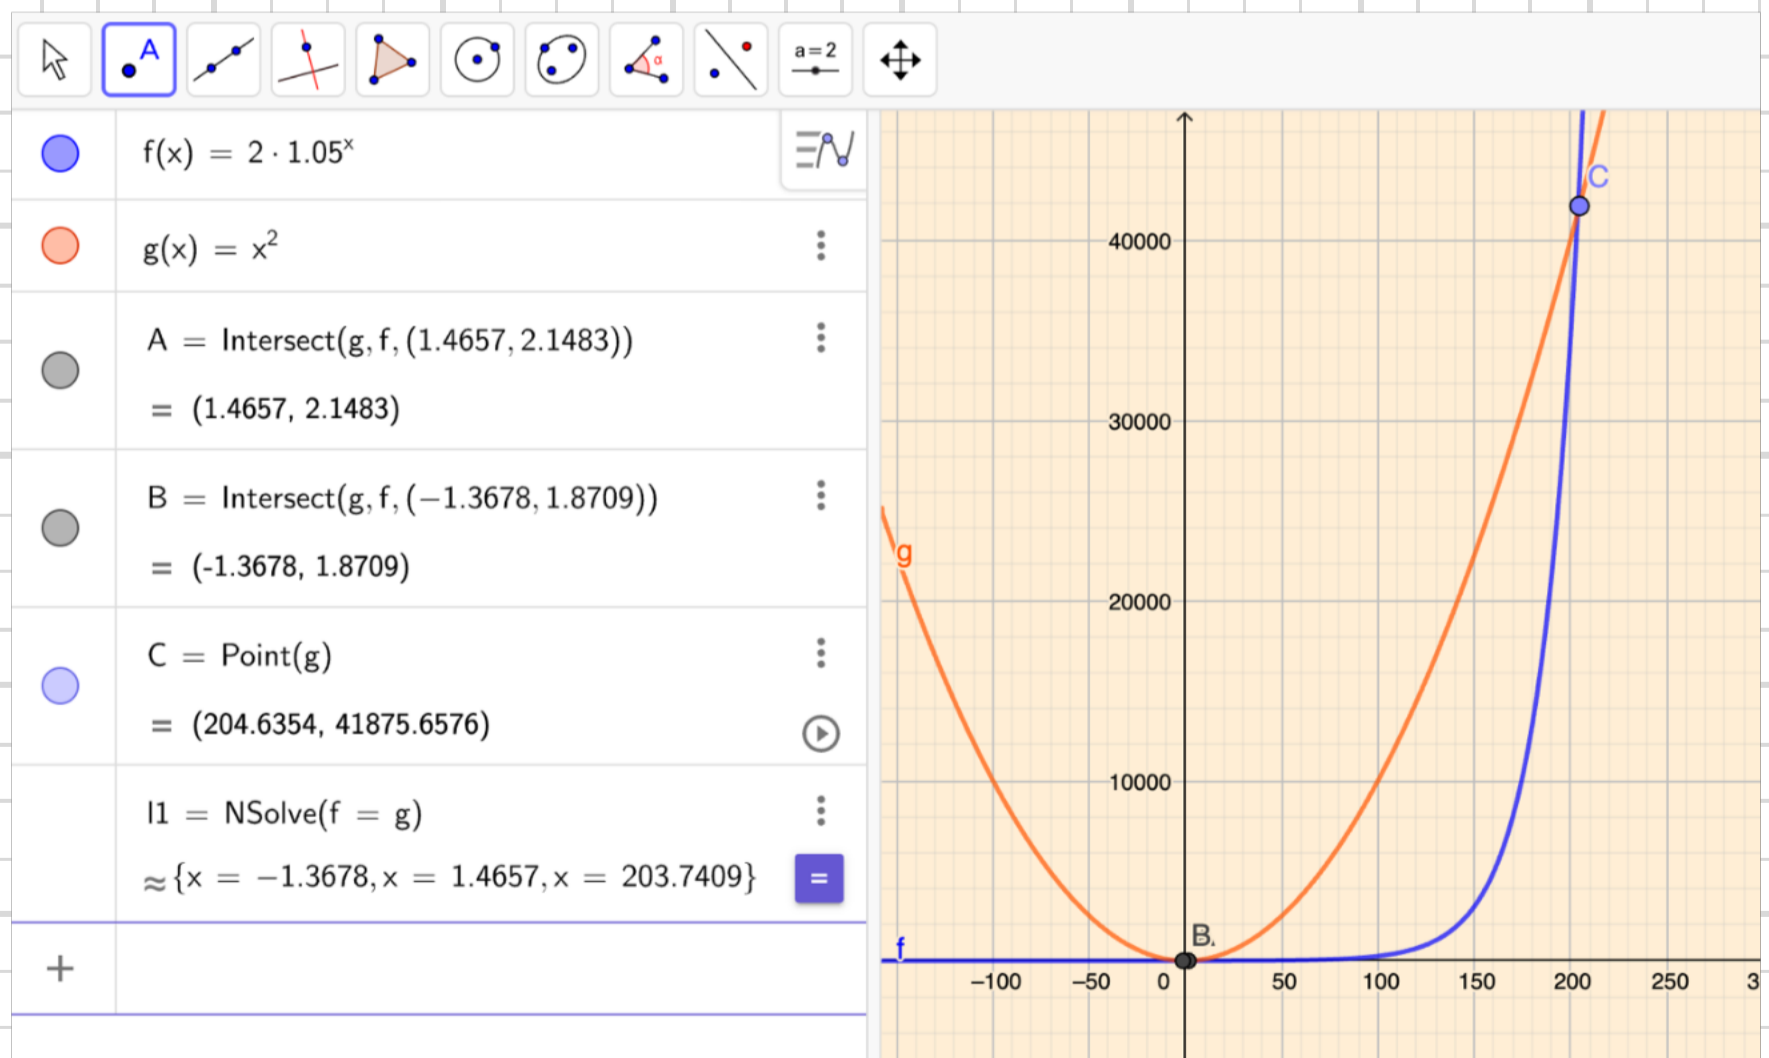 A
α
a=2
f(x) = 2 · 1.05ˣ
g(x) = x²
A = Intersect(g, f, (1.4657, 2.1483))
= (1.4657, 2.1483)
B = Intersect(g, f, (−1.3678, 1.8709))
= (-1.3678, 1.8709)
C = Point(g)
= (204.6354, 41875.6576)
l1 = NSolve(f = g)
≈ {x = −1.3678, x = 1.4657, x = 203.7409}
=
+
C
40000
30000
g
20000
10000
f
B
−100 −50 0 50 100 150 200 250 3